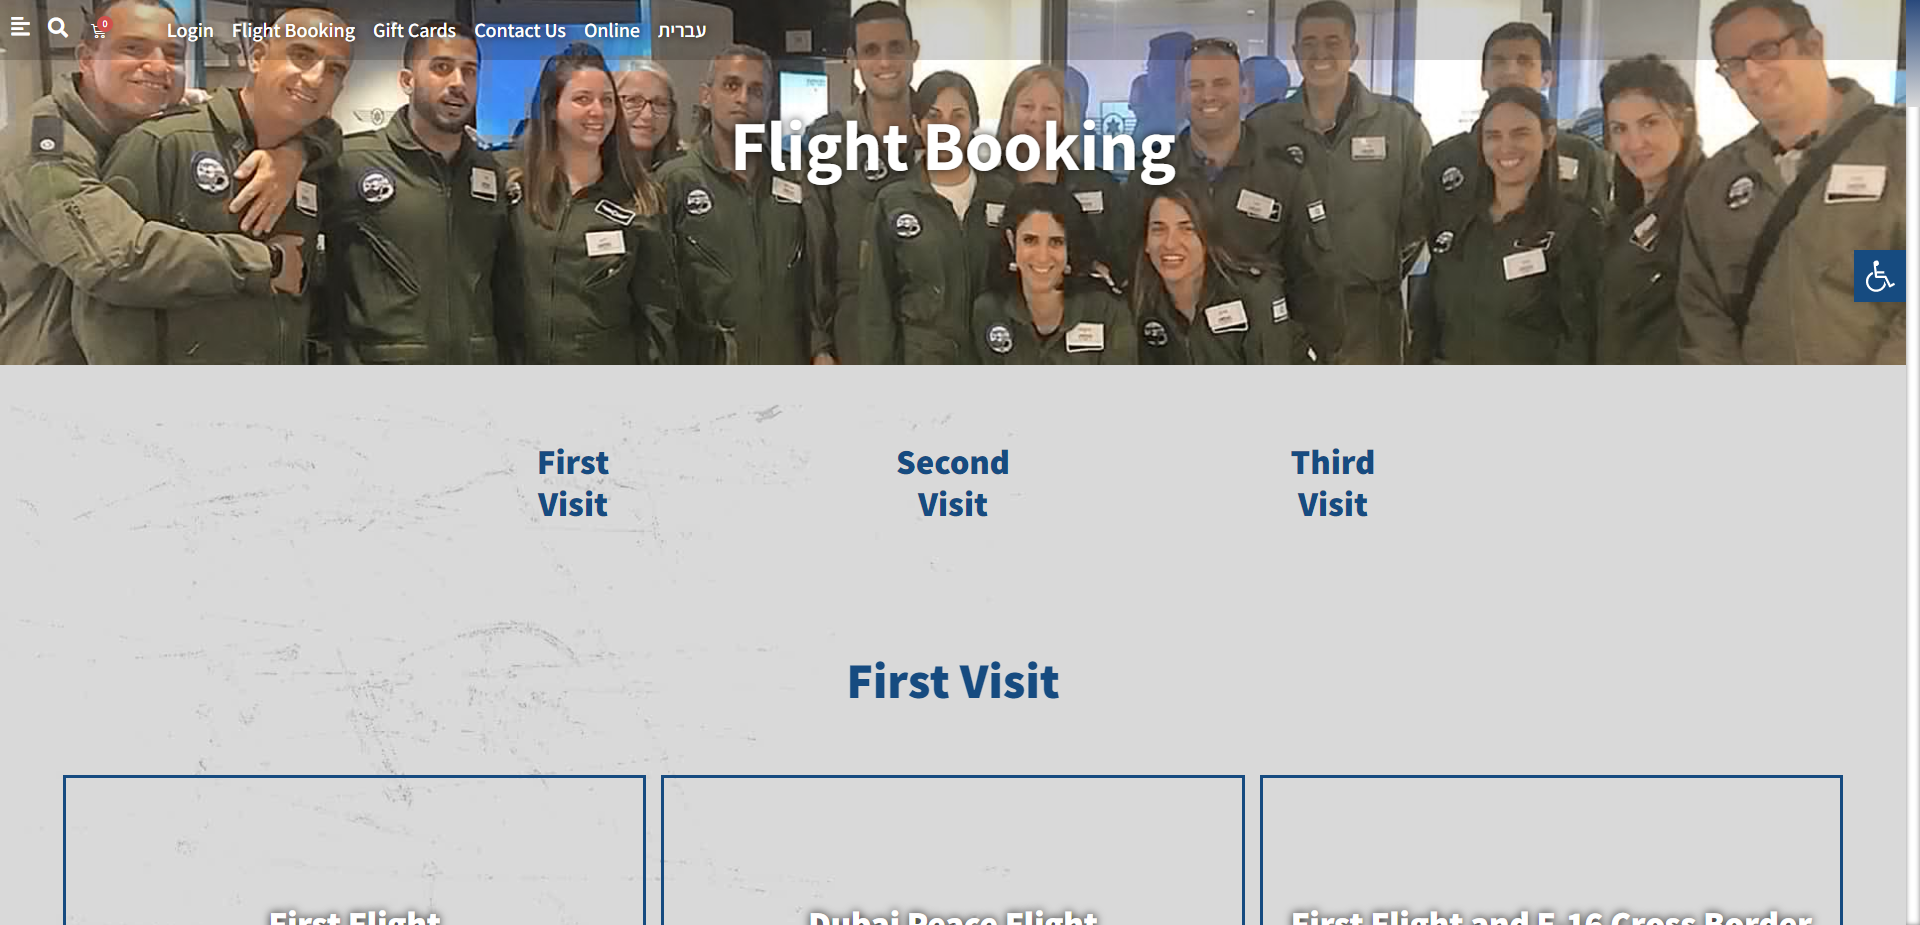 0
Login Flight Booking Gift Cards Contact Us Online עברית
Flight Booking
First
Visit
Second
Visit
Third
Visit
First Visit
First Flight
Dubai Peace Flight
First Flight and F-16 Cross Border